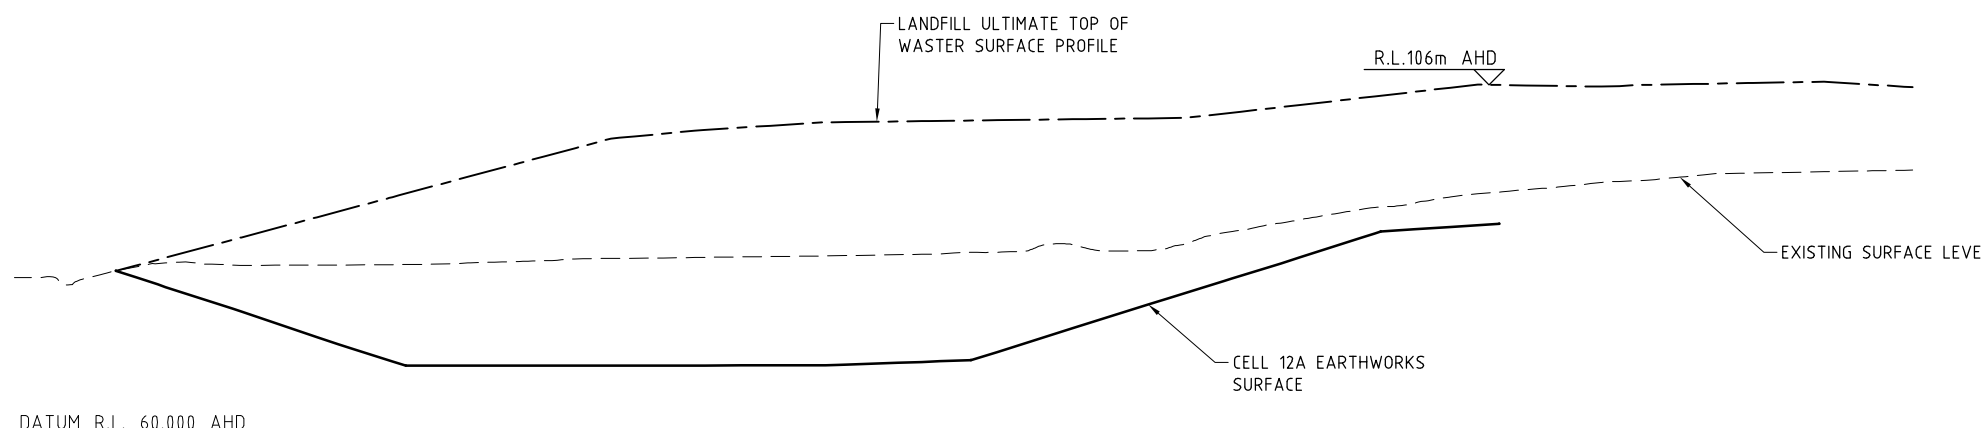 LANDFILL ULTIMATE TOP OF
WASTER SURFACE PROFILE
R.L.106m AHD
EXISTING SURFACE LEVE
CELL 12A EARTHWORKS
SURFACE
DATUM R.L. 60.000 AHD